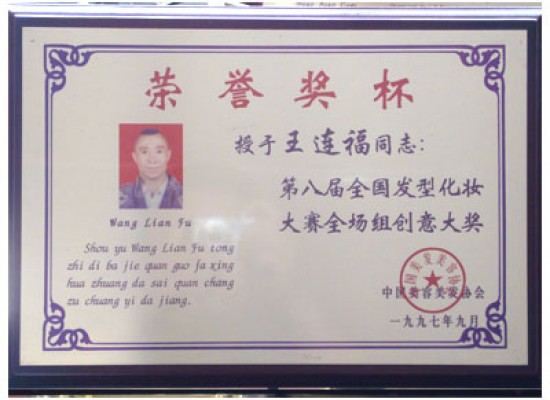 荣誉奖杯
授于王连福同志：
第八届全国发型化妆
大赛全场组创意大奖
Wang Lian Fu
Shou yu Wang Lian Fu tong
zhi di ba jie quan guo fa xing
hua zhuang da sai quan chang
zu chuang yi da jiang.
中国美容美发协会
一九九七年九月